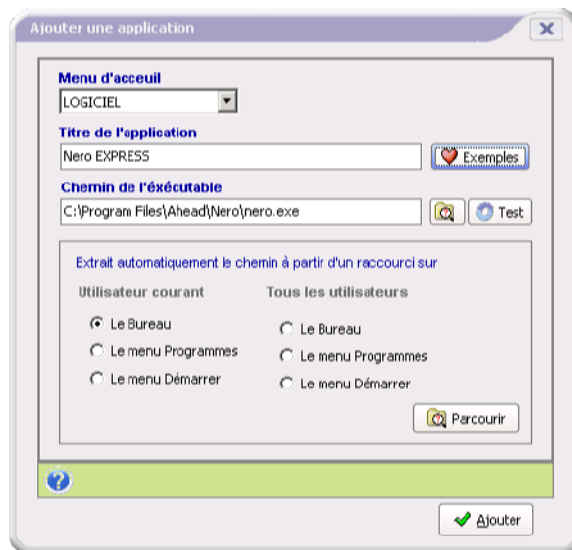 Ajouter une application
Menu d'acceuil
LOGICIEL
Titre de l'application
Nero EXPRESS
Exemples
Chemin de l'éxécutable
C:\Program Files\Ahead\Nero\nero.exe
Test
Extrait automatiquement le chemin à partir d'un raccourci sur
Utilisateur courant
Tous les utilisateurs
Le Bureau
Le Bureau
Le menu Programmes
Le menu Programmes
Le menu Démarrer
Le menu Démarrer
Parcourir
Ajouter